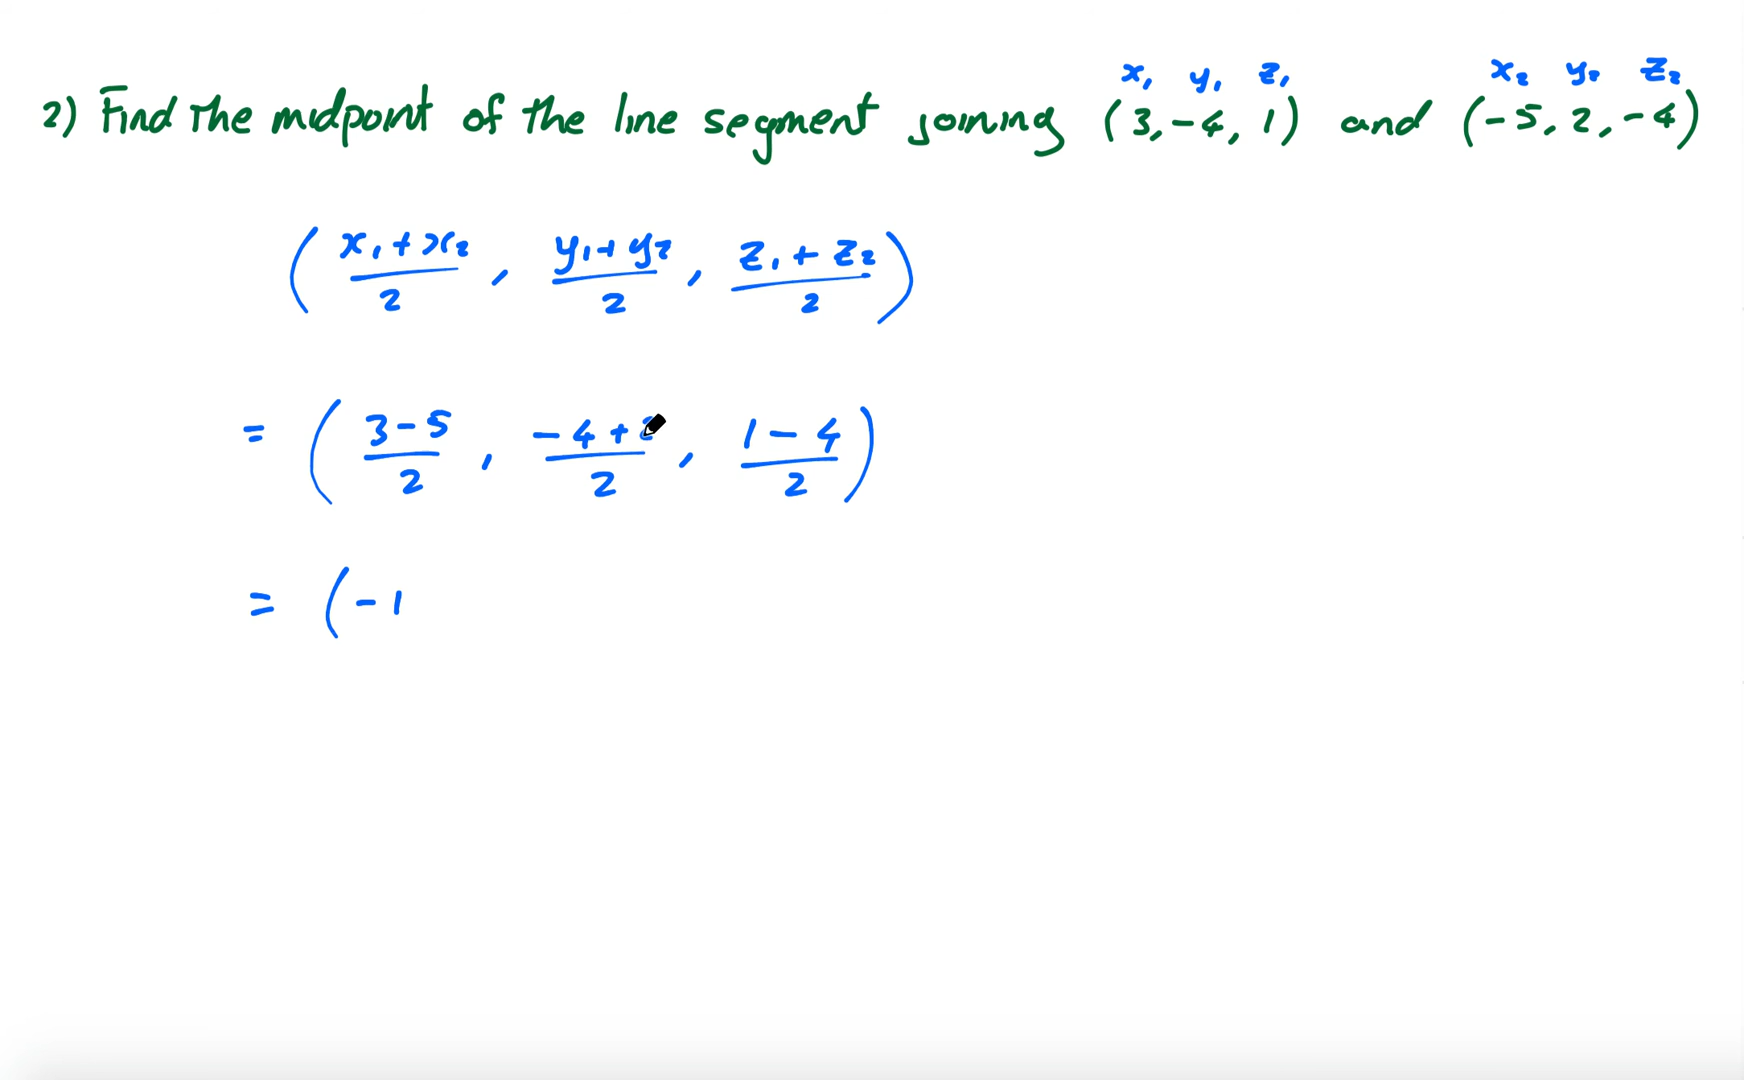 x₁ y₁ z₁ x₂ y₂ z₂
2) Find the midpoint of the line segment joining (3, -4, 1) and (-5, 2, -4)
( x₁ + x₂ / 2 , y₁ + y₂ / 2 , z₁ + z₂ / 2 )
= ( 3 - 5 / 2 , -4 + / 2 , 1 - 4 / 2 )
= ( -1